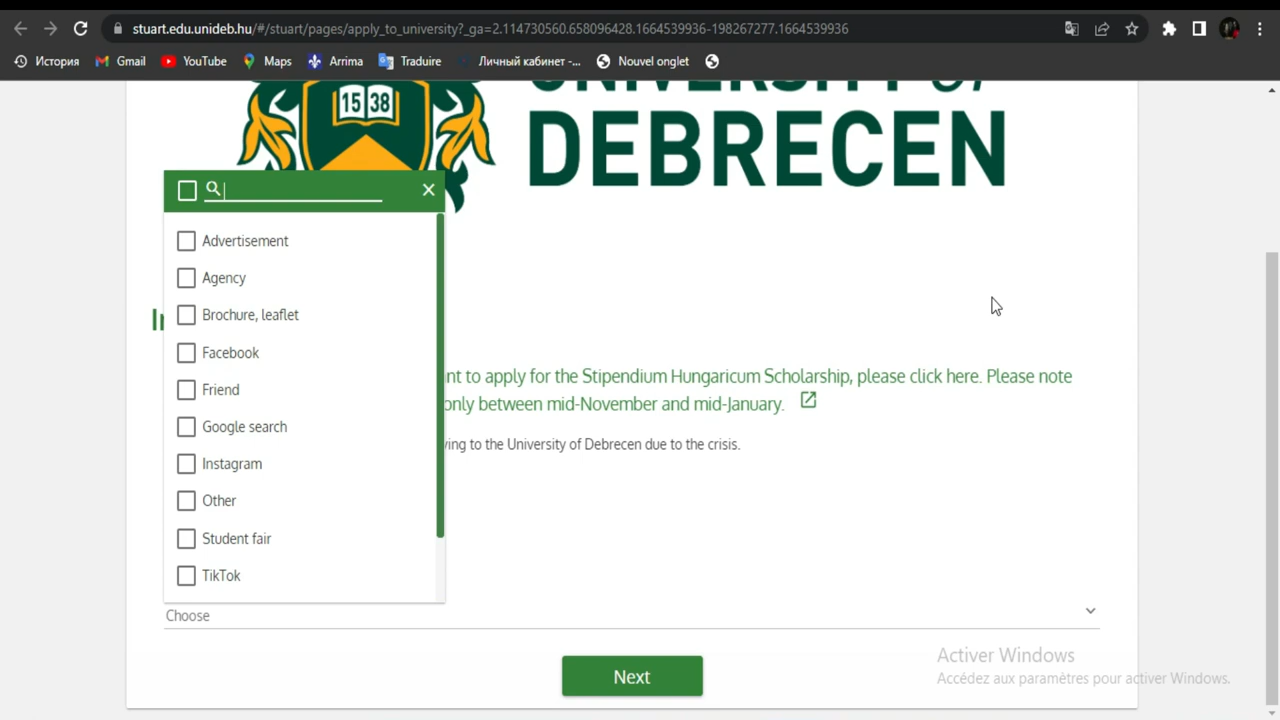 stuart.edu.unideb.hu/#/stuart/pages/apply_to_university?_ga=2.114730560.658096428.1664539936-198267277.1664539936
История Gmail YouTube Maps Arrima Traduire Личный кабинет -... Nouvel onglet
UNIVERSITY of
DEBRECEN
15 38
Advertisement
Agency
Brochure, leaflet
Facebook
nt to apply for the Stipendium Hungaricum Scholarship, please click here. Please note
Friend
only between mid-November and mid-January.
Google search
ying to the University of Debrecen due to the crisis.
Instagram
Other
Student fair
TikTok
Choose
Next
Activer Windows
Accédez aux paramètres pour activer Windows.